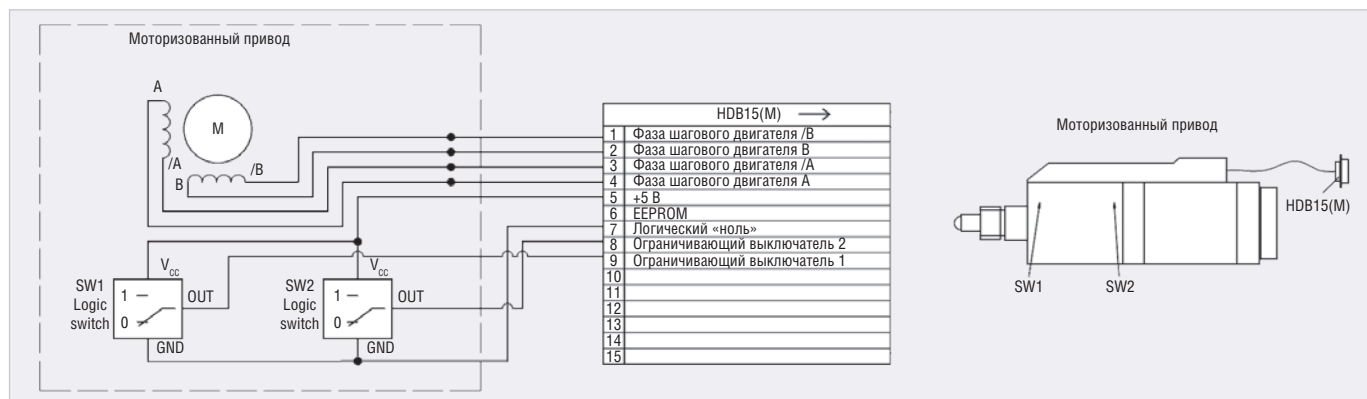 Моторизованный привод
A
M
/A
/B
B
HDB15(M)
1 Фаза шагового двигателя /B
2 Фаза шагового двигателя B
3 Фаза шагового двигателя /A
4 Фаза шагового двигателя A
5 +5 В
6 EEPROM
7 Логический «ноль»
8 Ограничивающий выключатель 2
9 Ограничивающий выключатель 1
10
11
12
13
14
15
SW1
Logic
switch
Vcc
1
0
OUT
GND
SW2
Logic
switch
Vcc
1
0
OUT
GND
Моторизованный привод
HDB15(M)
SW1
SW2